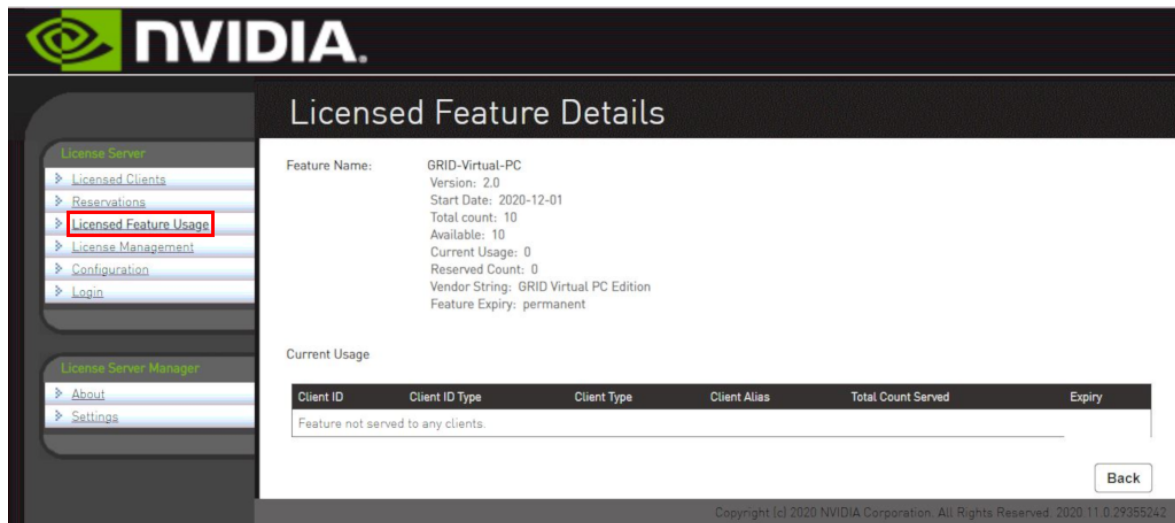 NVIDIA.
Licensed Feature Details
License Server
Licensed Clients
Reservations
Licensed Feature Usage
License Management
Configuration
Login
License Server Manager
About
Settings
Feature Name: GRID-Virtual-PC
Version: 2.0
Start Date: 2020-12-01
Total count: 10
Available: 10
Current Usage: 0
Reserved Count: 0
Vendor String: GRID Virtual PC Edition
Feature Expiry: permanent
Current Usage
Client ID Client ID Type Client Type Client Alias Total Count Served Expiry
Feature not served to any clients.
Back
Copyright (c) 2020 NVIDIA Corporation. All Rights Reserved. 2020.11.0.29355242